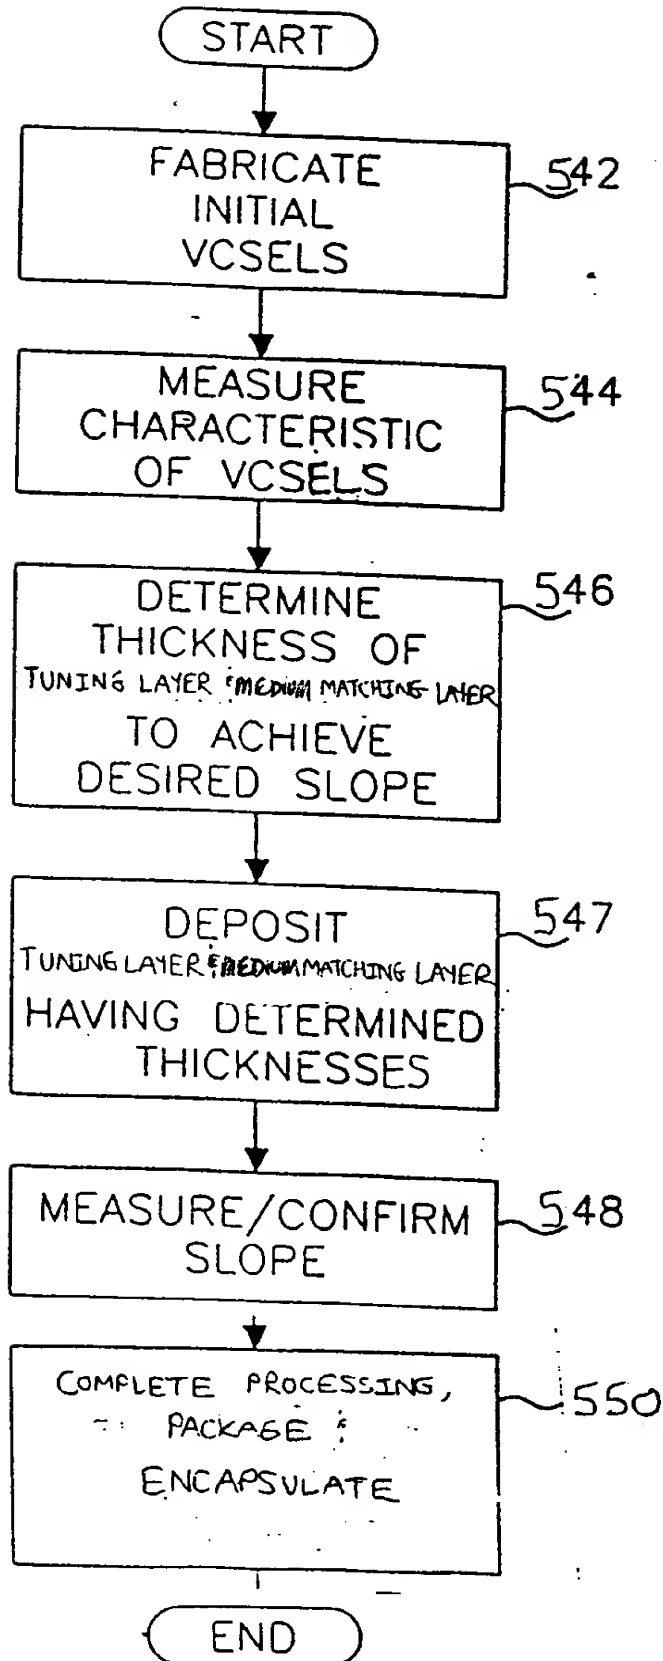 START
FABRICATE
INITIAL
VCSELS
542
MEASURE
CHARACTERISTIC
OF VCSELS
544
DETERMINE
THICKNESS OF
TUNING LAYER & MEDIUM MATCHING LAYER
TO ACHIEVE
DESIRED SLOPE
546
DEPOSIT
TUNING LAYER & MEDIUM MATCHING LAYER
HAVING DETERMINED
THICKNESSES
547
MEASURE/CONFIRM
SLOPE
548
COMPLETE PROCESSING,
PACKAGE &
ENCAPSULATE
550
END